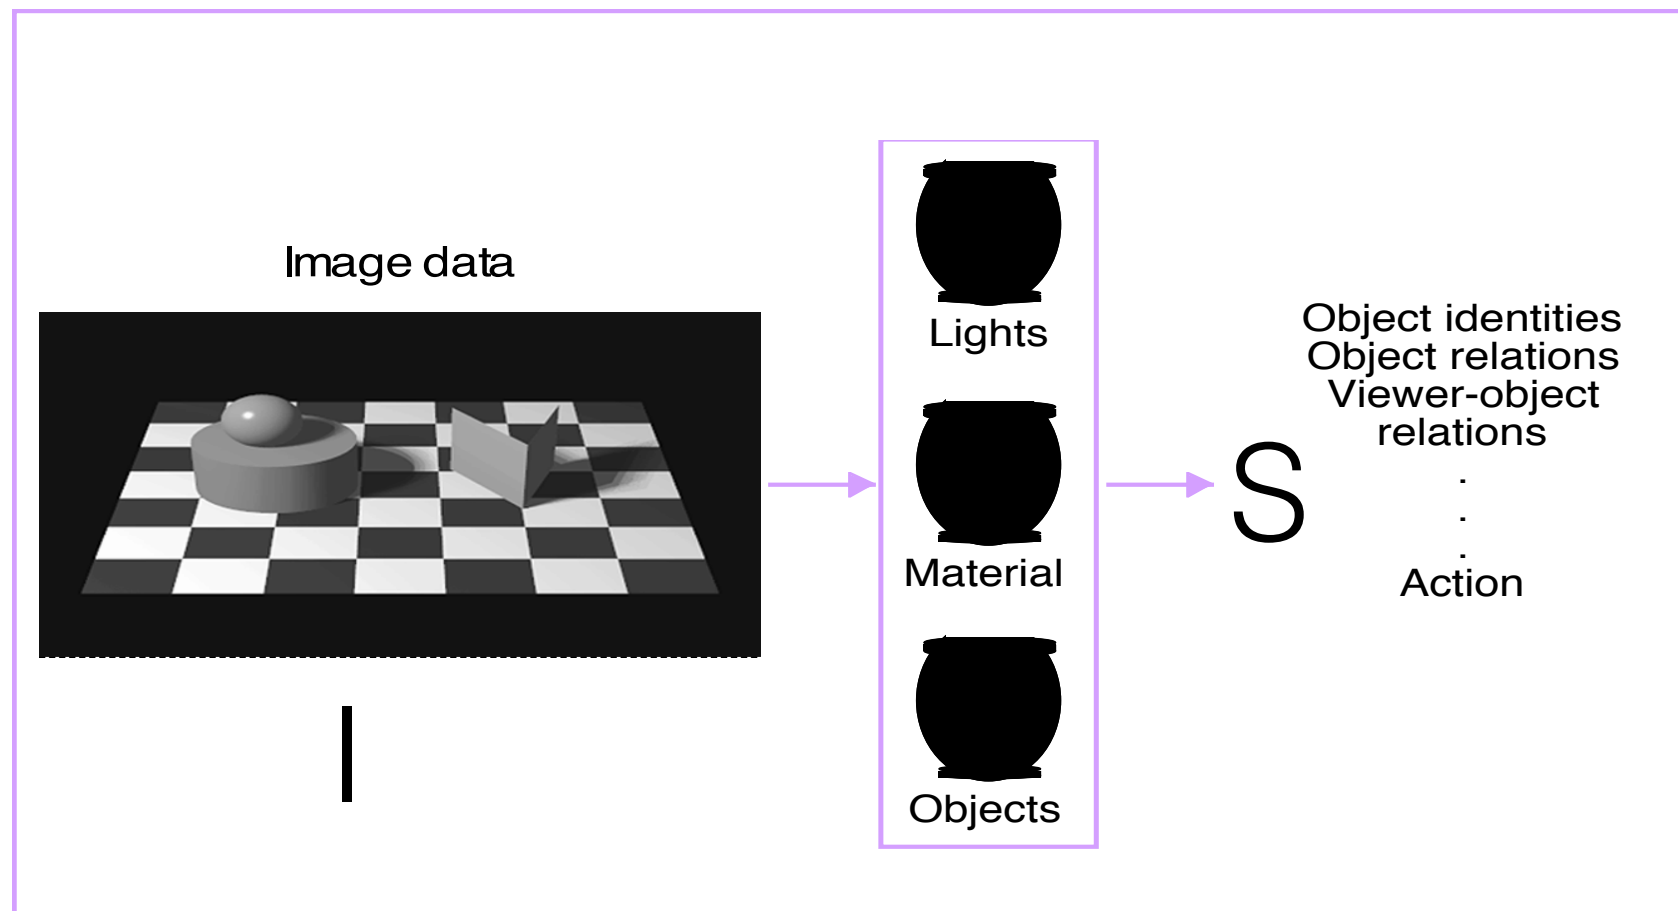 Image data
I
Lights
Material
Objects
S
Object identities
Object relations
Viewer-object
relations
.
.
.
Action